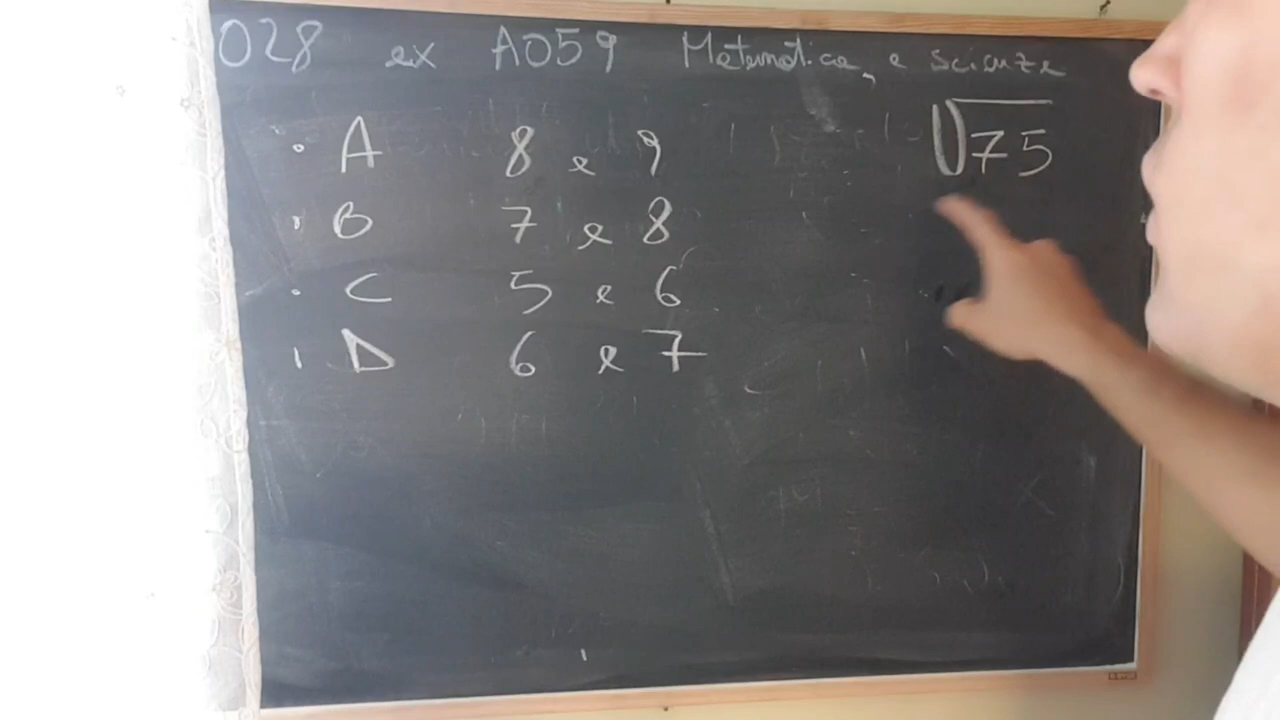 028 ex A059 Matematica e scienze
√75
A 8 e 9
B 7 e 8
C 5 e 6
D 6 e 7